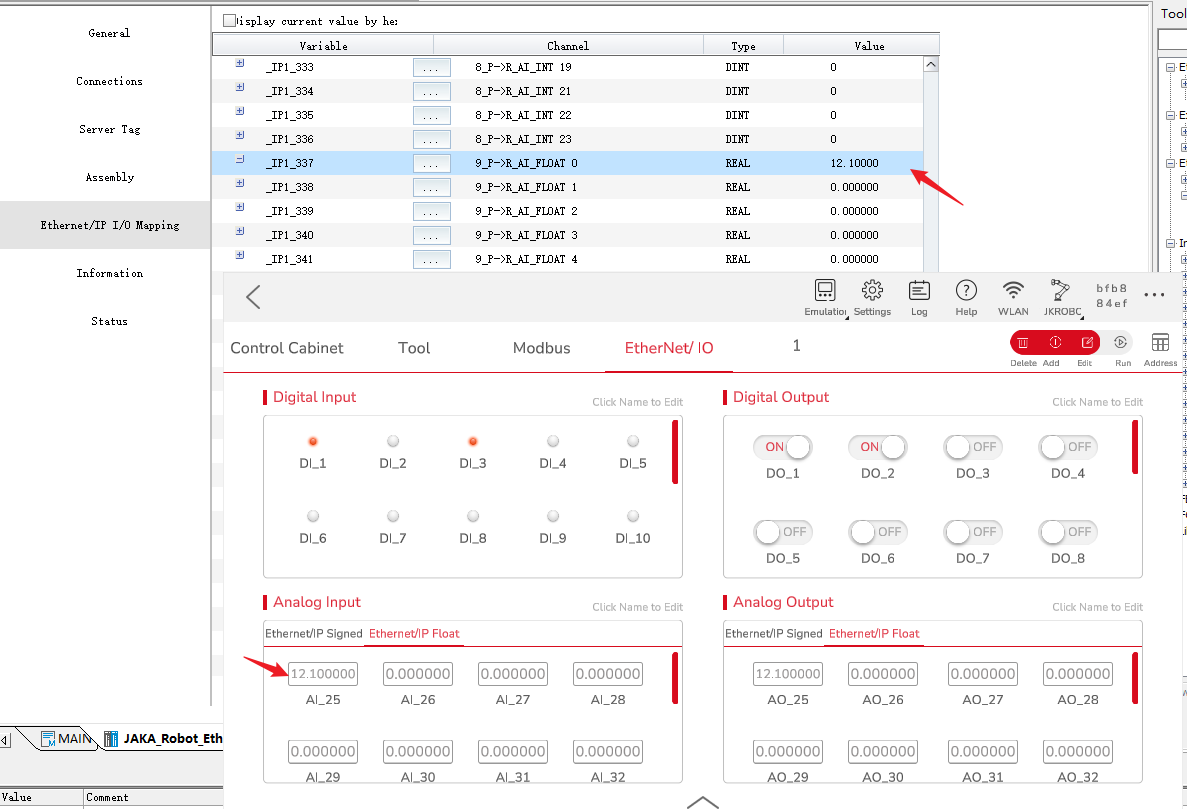 Display current value by he:
Tool
General
Connections
Server Tag
Assembly
Ethernet/IP I/O Mapping
Information
Status
Variable Channel Type Value
_IP1_333 ... 8_P->R_AI_INT 19 DINT 0
_IP1_334 ... 8_P->R_AI_INT 21 DINT 0
_IP1_335 ... 8_P->R_AI_INT 22 DINT 0
_IP1_336 ... 8_P->R_AI_INT 23 DINT 0
_IP1_337 ... 9_P->R_AI_FLOAT 0 REAL 12.10000
_IP1_338 ... 9_P->R_AI_FLOAT 1 REAL 0.000000
_IP1_339 ... 9_P->R_AI_FLOAT 2 REAL 0.000000
_IP1_340 ... 9_P->R_AI_FLOAT 3 REAL 0.000000
_IP1_341 ... 9_P->R_AI_FLOAT 4 REAL 0.000000
Emulation Settings Log Help WLAN JKROBC bfb8
84ef
Control Cabinet Tool Modbus EtherNet/ IO 1
Delete Add Edit Run Address
Digital Input Click Name to Edit
DI_1 DI_2 DI_3 DI_4 DI_5
DI_6 DI_7 DI_8 DI_9 DI_10
Digital Output Click Name to Edit
ON ON OFF OFF
DO_1 DO_2 DO_3 DO_4
OFF OFF OFF OFF
DO_5 DO_6 DO_7 DO_8
Analog Input Click Name to Edit
Ethernet/IP Signed Ethernet/IP Float
12.100000 0.000000 0.000000 0.000000
AI_25 AI_26 AI_27 AI_28
0.000000 0.000000 0.000000 0.000000
AI_29 AI_30 AI_31 AI_32
Analog Output Click Name to Edit
Ethernet/IP Signed Ethernet/IP Float
12.100000 0.000000 0.000000 0.000000
AO_25 AO_26 AO_27 AO_28
0.000000 0.000000 0.000000 0.000000
AO_29 AO_30 AO_31 AO_32
MAIN JAKA_Robot_Eth
Value Comment